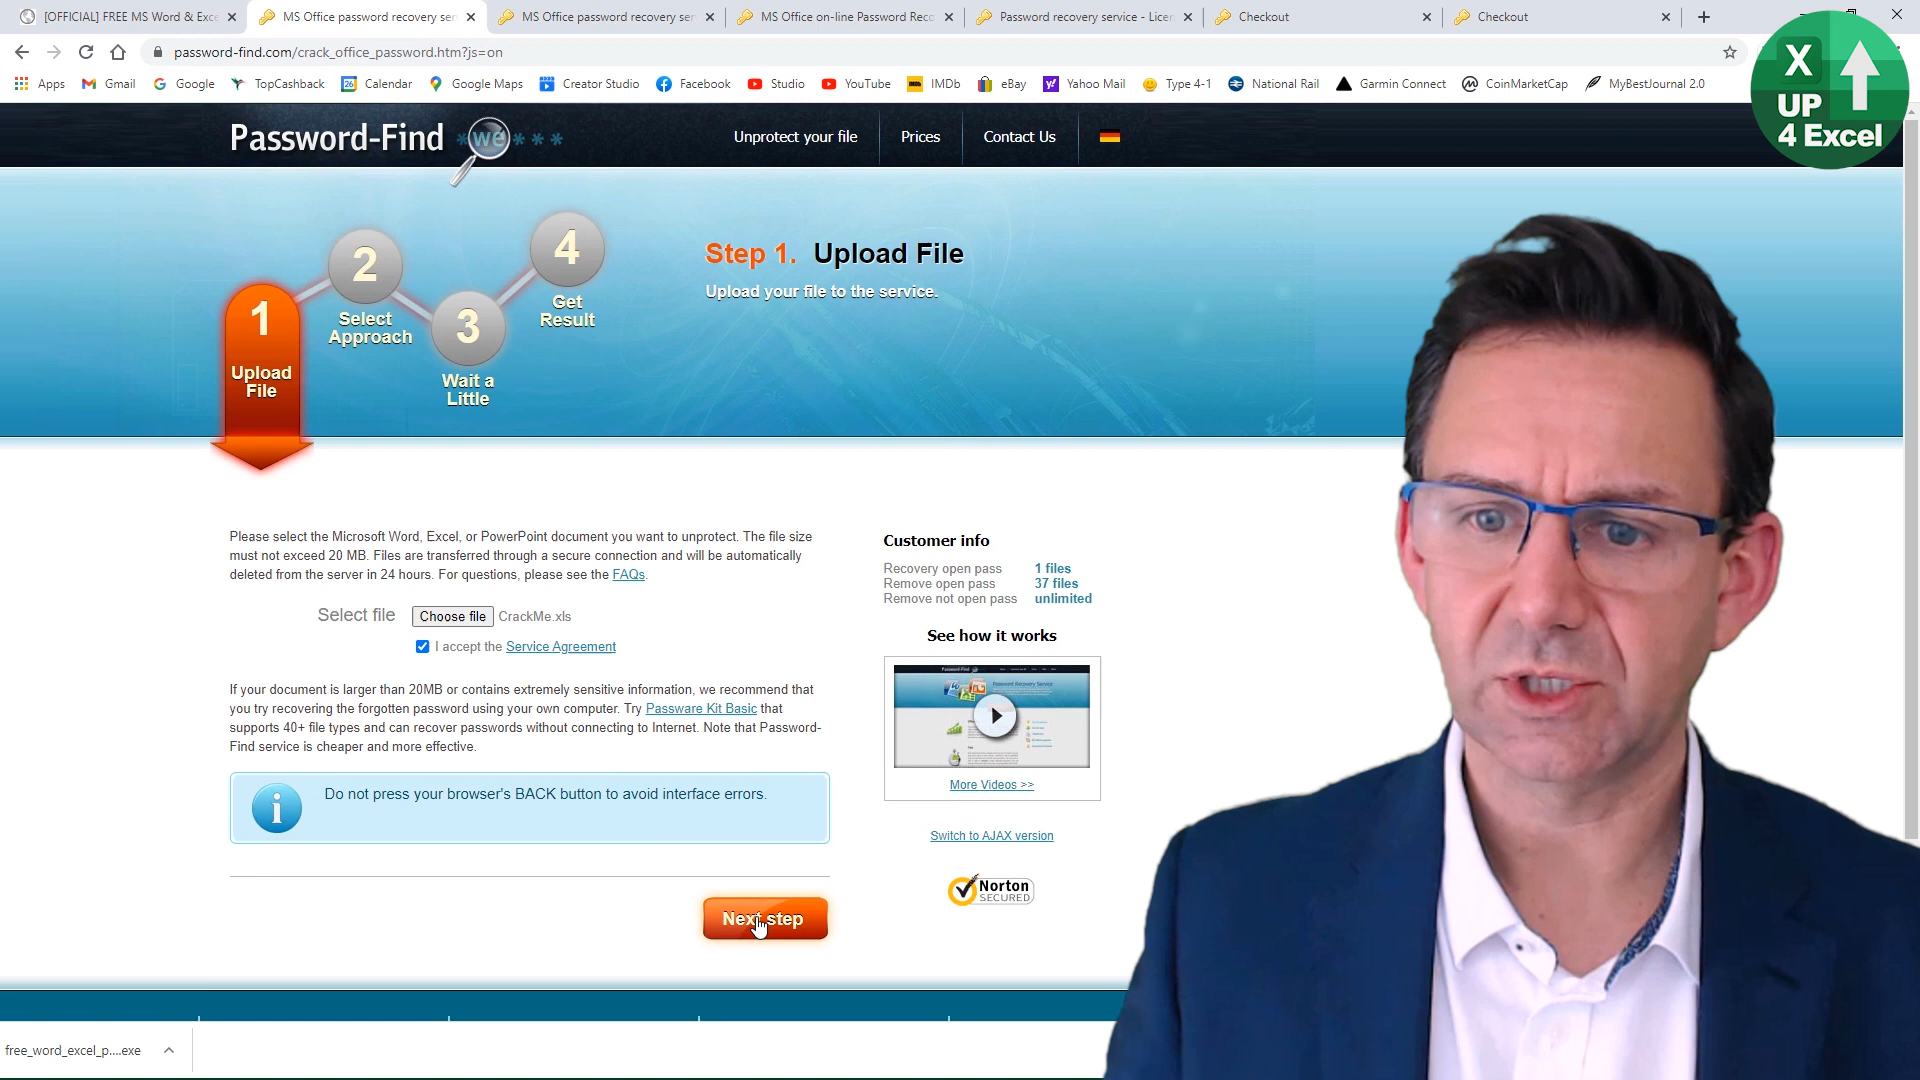 [OFFICIAL] FREE MS Word & Exce
MS Office password recovery ser
MS Office password recovery ser
MS Office on-line Password Reco
Password recovery service - Licen
Checkout
Checkout
password-find.com/crack_office_password.htm?js=on
Apps
Gmail
Google
TopCashback
Calendar
Google Maps
Creator Studio
Facebook
Studio
YouTube
IMDb
eBay
Yahoo Mail
Type 4-1
National Rail
Garmin Connect
CoinMarketCap
MyBestJournal 2.0
X
UP
4 Excel
Password-Find *we***
Unprotect your file
Prices
Contact Us
1
Upload
File
2
Select
Approach
3
Wait a
Little
4
Get
Result
Step 1. Upload File
Upload your file to the service.
Please select the Microsoft Word, Excel, or PowerPoint document you want to unprotect. The file size
must not exceed 20 MB. Files are transferred through a secure connection and will be automatically
deleted from the server in 24 hours. For questions, please see the FAQs.
Select file Choose file CrackMe.xls
I accept the Service Agreement
If your document is larger than 20MB or contains extremely sensitive information, we recommend that
you try recovering the forgotten password using your own computer. Try Passware Kit Basic that
supports 40+ file types and can recover passwords without connecting to Internet. Note that Password-
Find service is cheaper and more effective.
i
Do not press your browser's BACK button to avoid interface errors.
Next step
Customer info
Recovery open pass 1 files
Remove open pass 37 files
Remove not open pass unlimited
See how it works
More Videos >>
Switch to AJAX version
Norton
SECURED
free_word_excel_p....exe